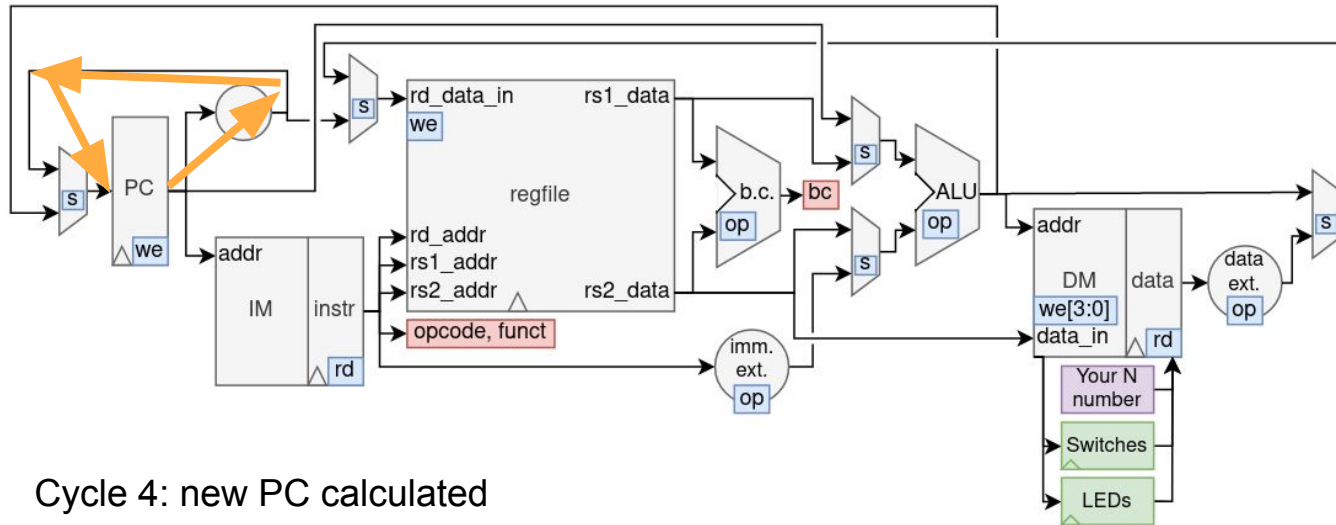 s
PC
we
addr
IM
instr
rd
s
rd_data_in
we
rs1_data
regfile
rd_addr
rs1_addr
rs2_addr
rs2_data
opcode, funct
b.c.
op
bc
imm.
ext.
op
s
s
ALU
op
addr
DM
data
we[3:0]
data_in
rd
data
ext.
op
s
Your N
number
Switches
LEDs
Cycle 4: new PC calculated